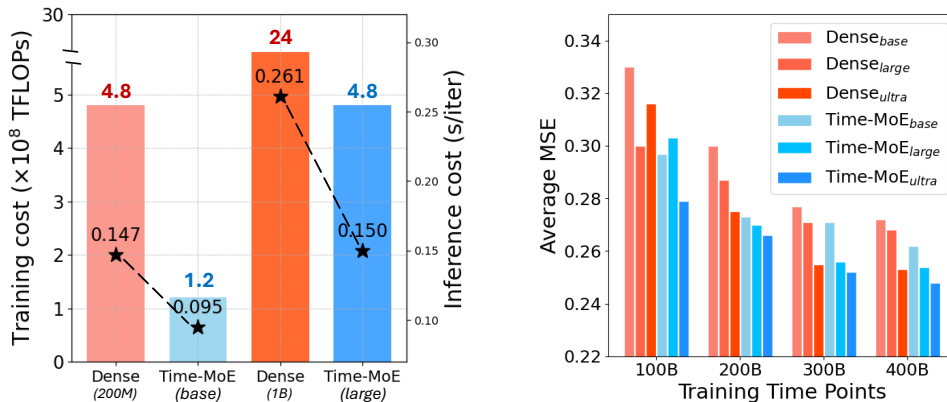 Training cost (×10⁸ TFLOPs)
30
5
4
3
2
1
0
4.8
0.147
1.2
0.095
24
0.261
4.8
0.150
0.30
0.25
0.20
0.15
0.10
Inference cost (s/iter)
Dense
(200M)
Time-MoE
(base)
Dense
(1B)
Time-MoE
(large)
Average MSE
0.34
0.32
0.30
0.28
0.26
0.24
0.22
Dense_base
Dense_large
Dense_ultra
Time-MoE_base
Time-MoE_large
Time-MoE_ultra
100B
200B
300B
400B
Training Time Points